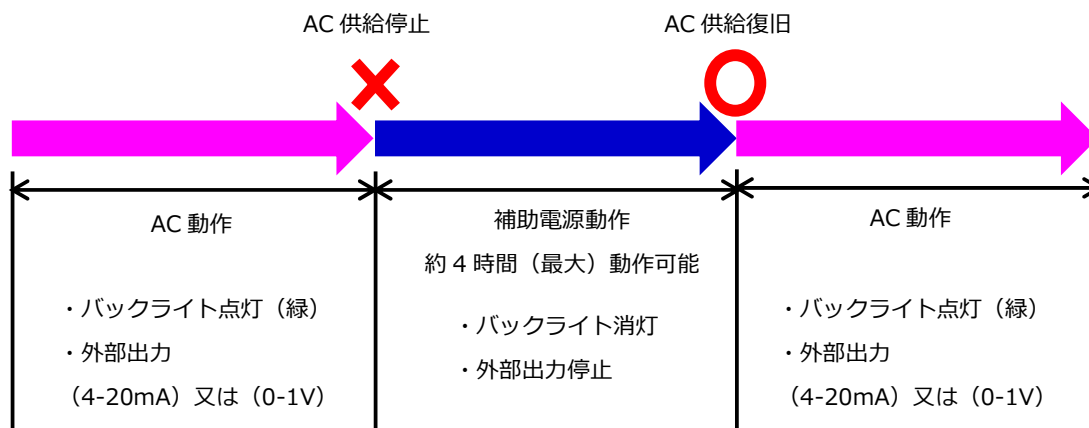 AC 供給停止
AC 供給復旧
AC 動作
・バックライト点灯（緑）
・外部出力
（4-20mA）又は（0-1V）
補助電源動作
約 4 時間（最大）動作可能
・バックライト消灯
・外部出力停止
AC 動作
・バックライト点灯（緑）
・外部出力
（4-20mA）又は（0-1V）